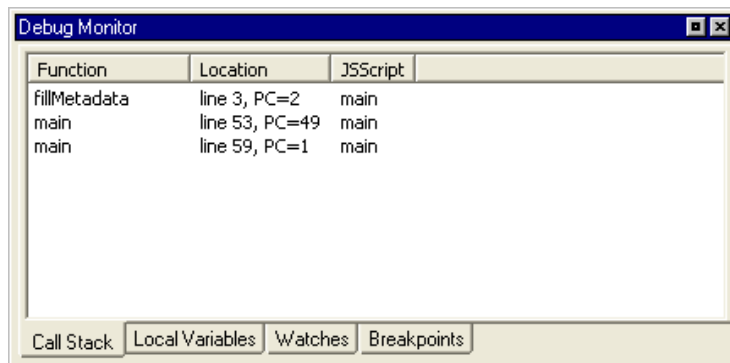 Debug Monitor
Function Location JSScript
fillMetadata line 3, PC=2 main
main line 53, PC=49 main
main line 59, PC=1 main
Call Stack Local Variables Watches Breakpoints